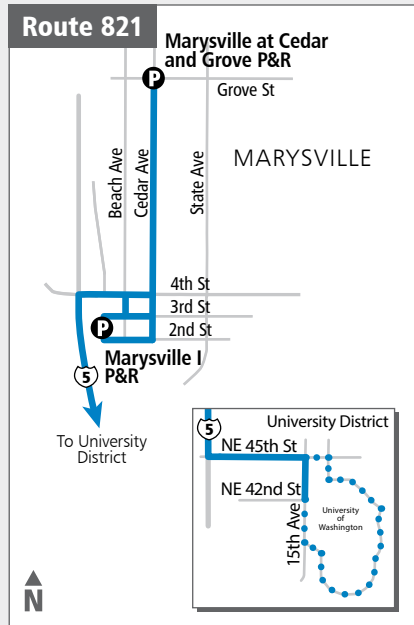 Route 821
Marysville at Cedar
and Grove P&R
P
Grove St
Beach Ave
Cedar Ave
State Ave
MARYSVILLE
4th St
3rd St
2nd St
P
Marysville I
P&R
5
To University
District
5
University District
NE 45th St
NE 42nd St
15th Ave
University
of
Washington
N